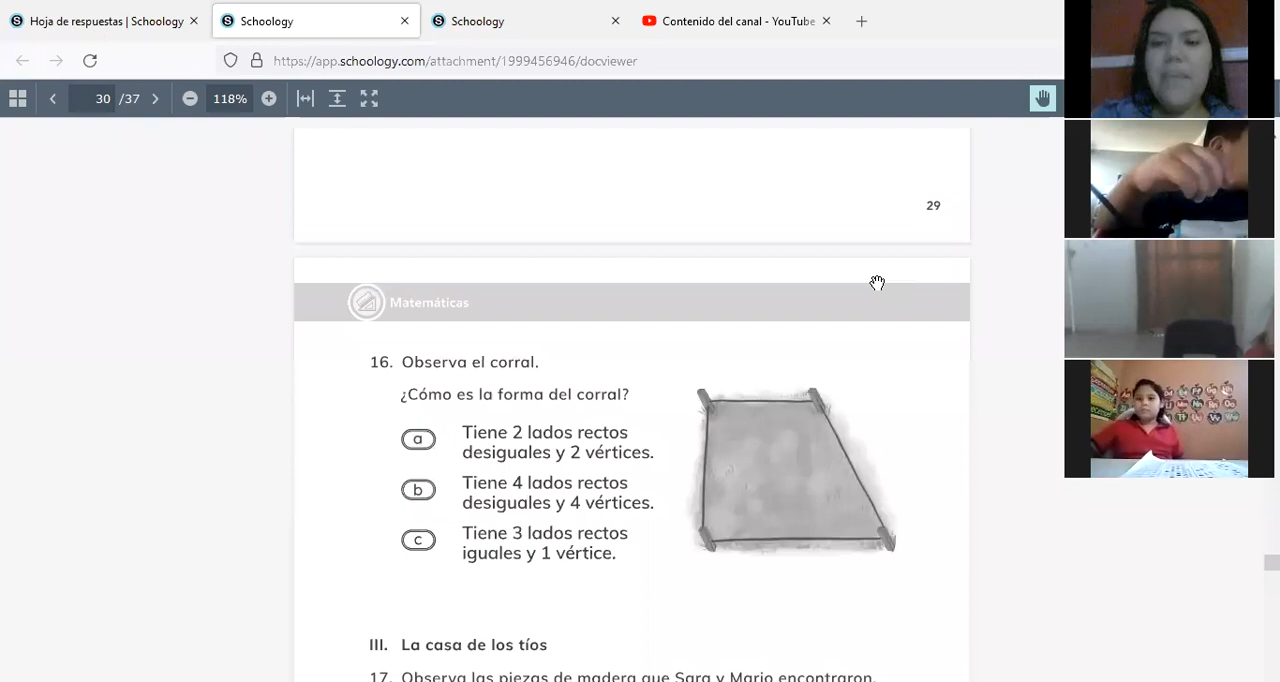 Hoja de respuestas | Schoology
Schoology
Schoology
Contenido del canal - YouTube
https://app.schoology.com/attachment/1999456946/docviewer
30 /37
118%
29
Matemáticas
16. Observa el corral.
¿Cómo es la forma del corral?
a Tiene 2 lados rectos
desiguales y 2 vértices.
b Tiene 4 lados rectos
desiguales y 4 vértices.
c Tiene 3 lados rectos
iguales y 1 vértice.
III. La casa de los tíos
17. Observa las piezas de madera que Sara y Mario encontraron.